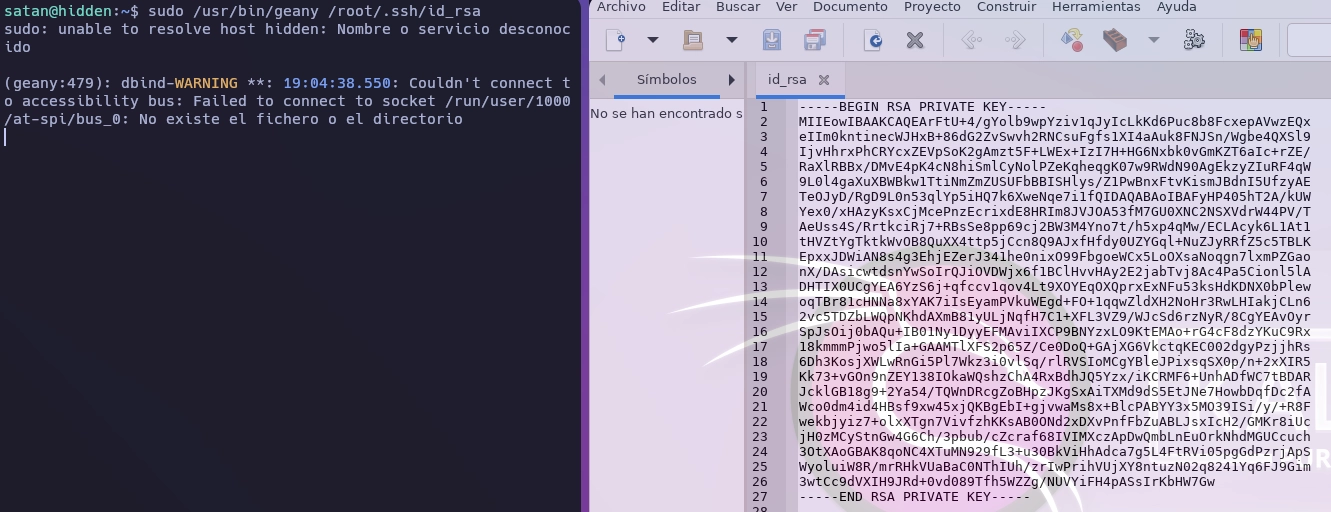 satan@hidden:~$ sudo /usr/bin/geany /root/.ssh/id_rsa
sudo: unable to resolve host hidden: Nombre o servicio desconoc
ido
(geany:479): dbind-WARNING **: 19:04:38.550: Couldn't connect t
o accessibility bus: Failed to connect to socket /run/user/1000
/at-spi/bus_0: No existe el fichero o el directorio
Archivo Editar Buscar Ver Documento Proyecto Construir Herramientas Ayuda
Símbolos id_rsa
No se han encontrado s
1 -----BEGIN RSA PRIVATE KEY-----
2 MIIEowIBAAKCAQEArFtU+4/gYolb9wpYziv1qJyIcLkKd6Puc8b8FcxepAVwzEQx
3 eIIm0kntinecWJHxB+86dG2ZvSwvh2RNCsuFgfs1XI4aAuk8FNJSn/Wgbe4QXSl9
4 IjvHhrxPhCRYcxZEVpSoK2gAmzt5F+LWEx+IzI7H+HG6Nxbk0vGmKZT6aIc+rZE/
5 RaXlRBBx/DMvE4pK4cN8hiSmlCyNolPZeKqheqgK07w9RWdN90AgEkzyZIuRF4qW
6 9L0l4gaXuXBWBkw1TtiNmZmZUSUFbBBISHlys/Z1PwBnxFtvKismJBdnI5UfzyAE
7 TeOJyD/RgD9L0n53qlYp5iHQ7k6XweNqe7i1fQIDAQABAoIBAFyHP405hT2A/kUW
8 Yex0/xHAzyKsxCjMcePnzEcrixdE8HRIm8JVJOA53fM7GU0XNC2NSXVdrW44PV/T
9 AeUss4S/RrtkciRj7+RBsSe8pp69cj2BW3M4Yno7t/h5xp4qMw/ECLAcyk6L1At1
10 tHVZtYgTktkWvOB8QuXX4ttp5jCcn8Q9AJxfHfdy0UZYGql+NuZJyRRfZ5c5TBLK
11 EpxxJDWiAN8s4g3EhjEZerJ341he0nixO99FbgoeWCx5LoOXsaNoqgn7lxmPZGao
12 nX/DAsicwtdsnYwSoIrQJiOVDWjx6f1BClHvvHAy2E2jabTvj8Ac4Pa5Cionl5lA
13 DHTIX0UCgYEA6YzS6j+qfccv1qov4Lt9XOYEqOXQprxExNFu53ksHdKDNX0bPlew
14 oqTBr81cHNNa8xYAK7iIsEyamPVkuWEgd+FO+1qqwZldXH2NoHr3RwLHIakjCLn6
15 2vc5TDZbLWQpNKhdAXmB81yULjNqfH7C1+XFL3VZ9/WJcSd6rzNyR/8CgYEAvOyr
16 SpJsOij0bAQu+IB01Ny1DyyEFMAviIXCP9BNYzxLO9KtEMAo+rG4cF8dzYKuC9Rx
17 18kmmmPjwo5lIa+GAAMTlXFS2p65Z/Ce0DoQ+GAjXG6VkctqKEC002dgyPzjjhRs
18 6Dh3KosjXWLwRnGi5Pl7Wkz3i0vlSq/rlRVSIoMCgYBleJPixsqSX0p/n+2xXIR5
19 Kk73+vGOn9nZEY138IOkaWQshzChA4RxBdhJQ5Yzx/iKCRMF6+UnhADfWC7tBDAR
20 JcklGB18g9+2Ya54/TQWnDRcgZoBHpzJKgSxAiTXMd9dS5EtJNe7HowbDqfDc2fA
21 Wco0dm4id4HBsf9xw45xjQKBgEbI+gjvwaMs8x+BlcPABYY3x5MO39ISi/y/+R8F
22 wekbjyiz7+olxXTgn7VivfzhKKsAB0ONd2xDXvPnfFbZuABLJsxIcH2/GMKr8iUc
23 jH0zMCyStnGw4G6Ch/3pbub/cZcraf68IVIMXczApDwQmbLnEuOrkNhdMGUCcuch
24 3OtXAoGBAK8qoNC4XTuMN929fL3+u30BkViHhAdca7g5L4FtRVi05pgGdPzrjApS
25 WyoluiW8R/mrRHkVUaBaC0NThIUh/zrIwPrihVUjXY8ntuzN02q8241Yq6FJ9Gim
26 3wtCc9dVXIH9JRd+0vd089Tfh5WZZg/NUVYiFH4pASsIrKbHW7Gw
27 -----END RSA PRIVATE KEY-----
28